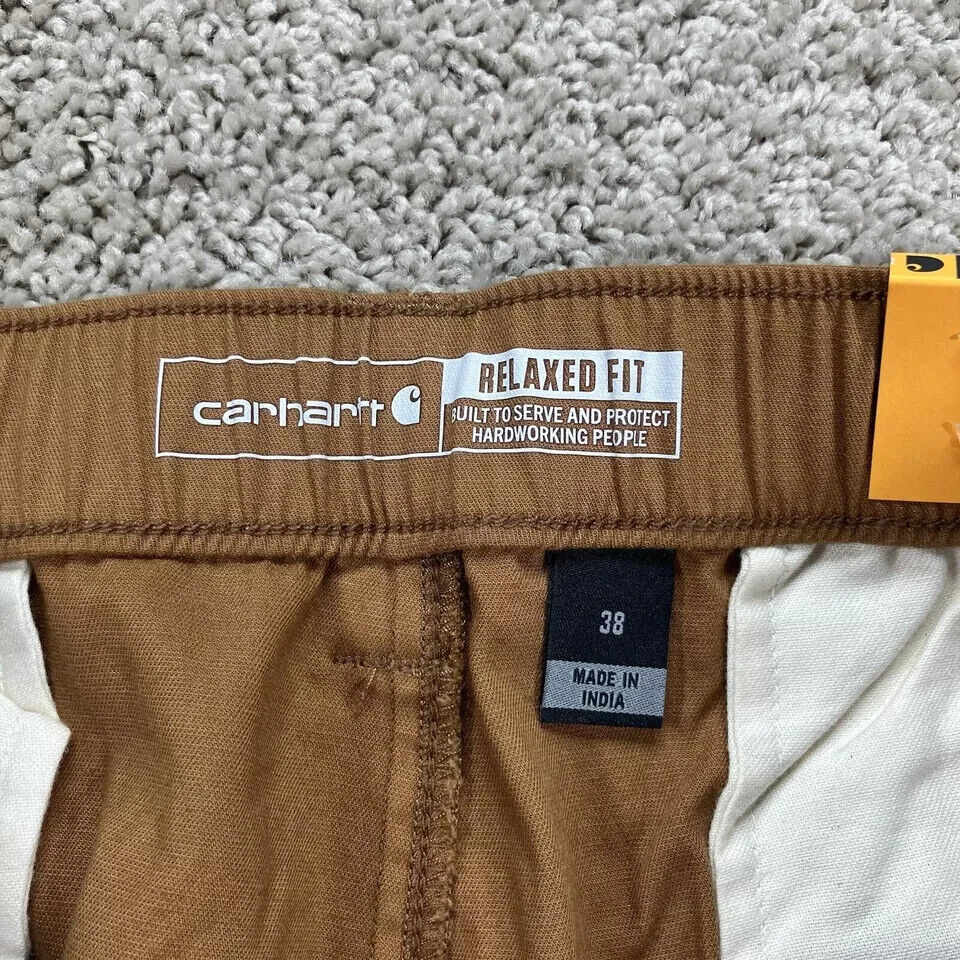 carhartt
RELAXED FIT
BUILT TO SERVE AND PROTECT
HARDWORKING PEOPLE
38
MADE IN
INDIA